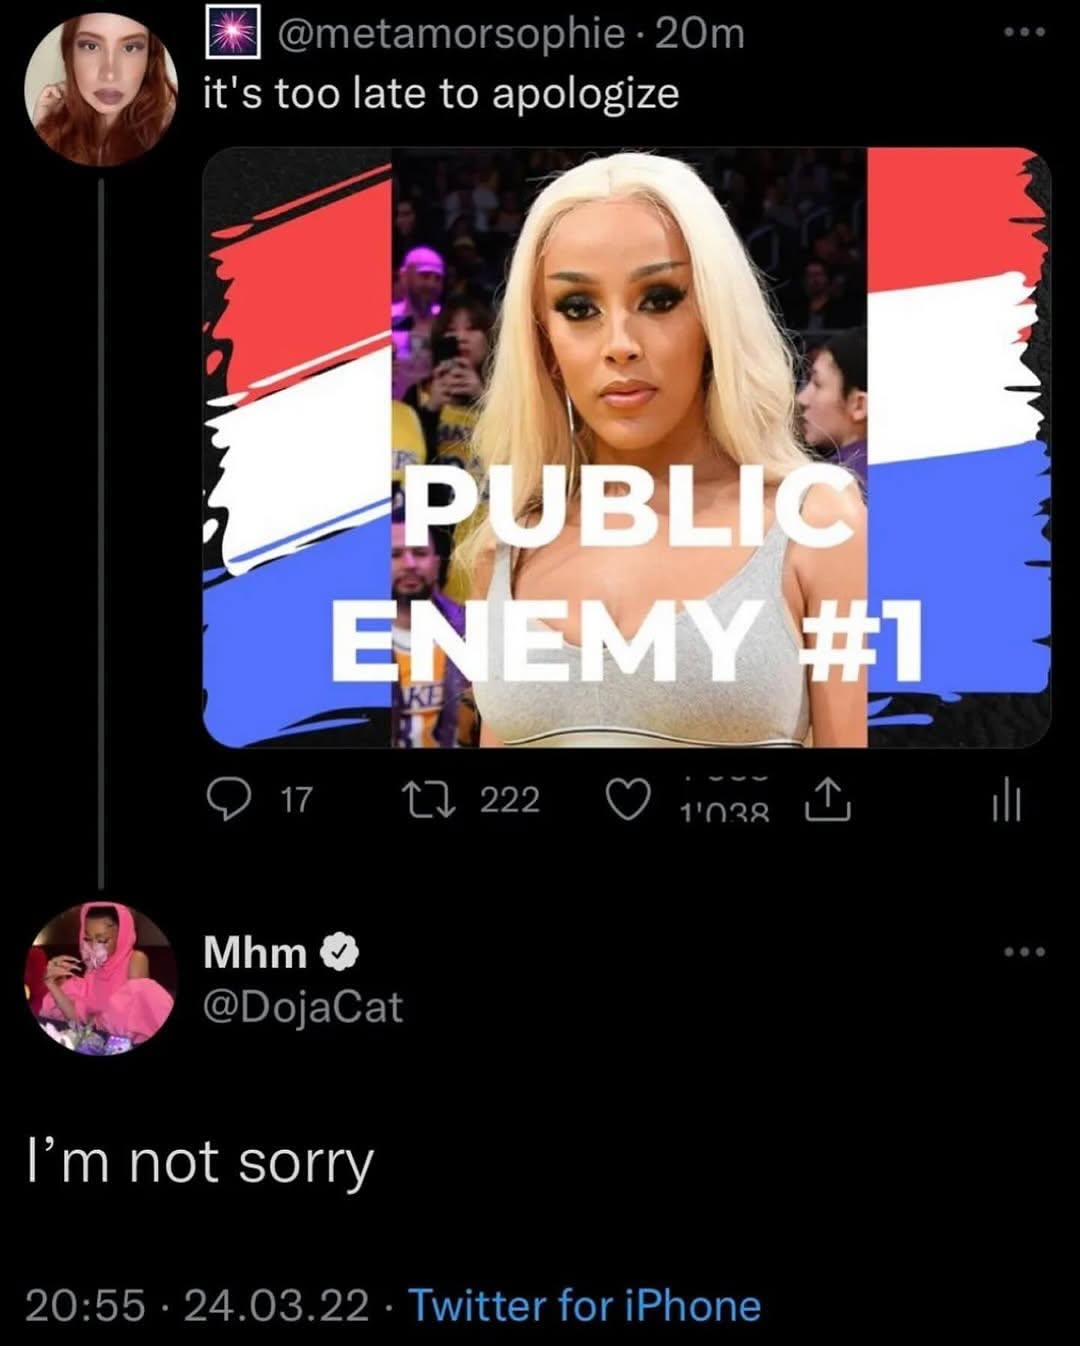 @metamorsophie · 20m
it's too late to apologize
PUBLIC
ENEMY #1
17 222 1'038
Mhm
@DojaCat
I’m not sorry
20:55 · 24.03.22 · Twitter for iPhone